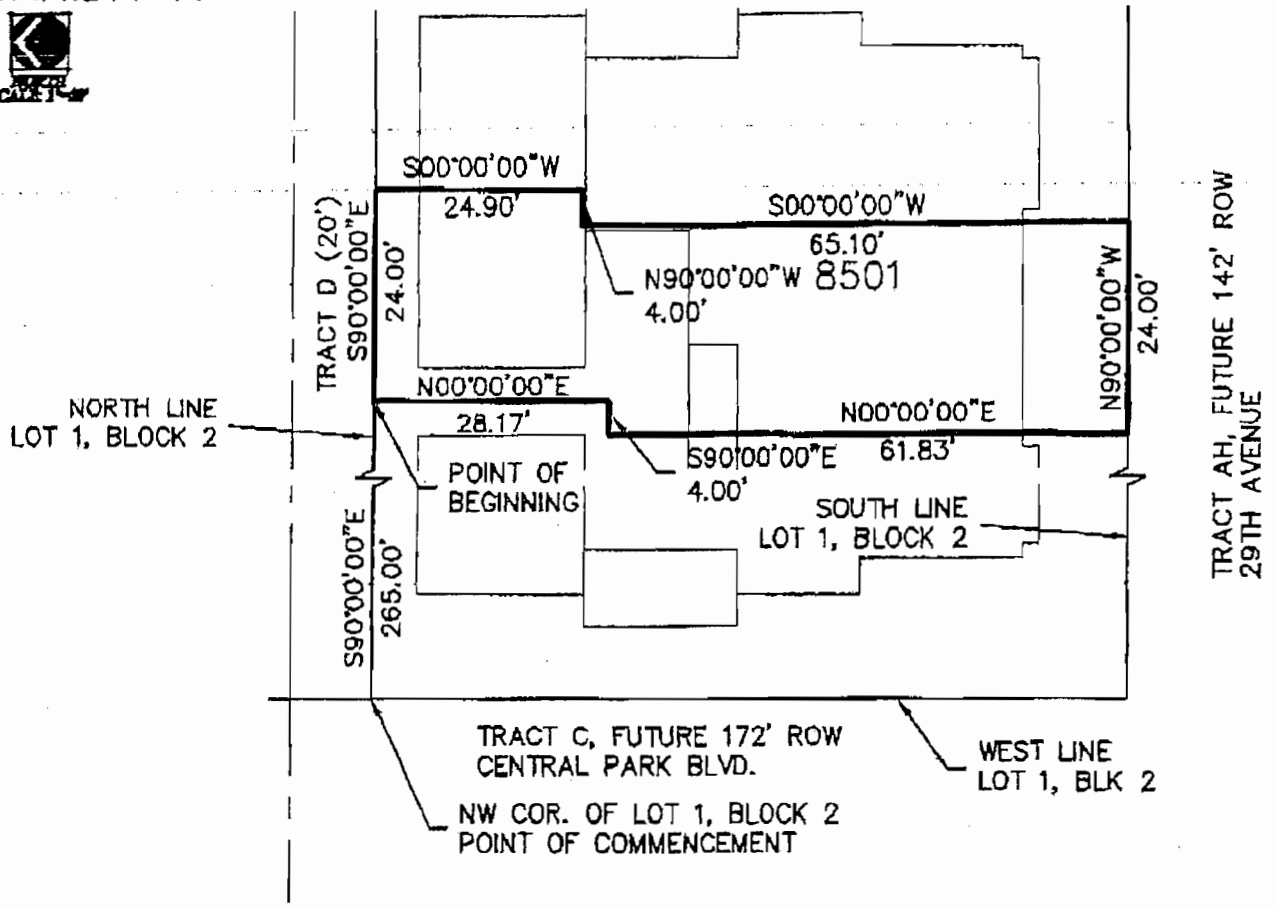 S00°00'00"W
24.90'
S00°00'00"W
65.10'
N90°00'00"W
4.00'
8501
TRACT D (20')
S90°00'00"E
24.00'
N90°00'00"W
24.00'
TRACT AH, FUTURE 142' ROW
29TH AVENUE
N00°00'00"E
28.17'
N00°00'00"E
61.83'
S90°00'00"E
4.00'
NORTH LINE
LOT 1, BLOCK 2
POINT OF
BEGINNING
SOUTH LINE
LOT 1, BLOCK 2
S90°00'00"E
265.00'
TRACT C, FUTURE 172' ROW
CENTRAL PARK BLVD.
WEST LINE
LOT 1, BLK 2
NW COR. OF LOT 1, BLOCK 2
POINT OF COMMENCEMENT